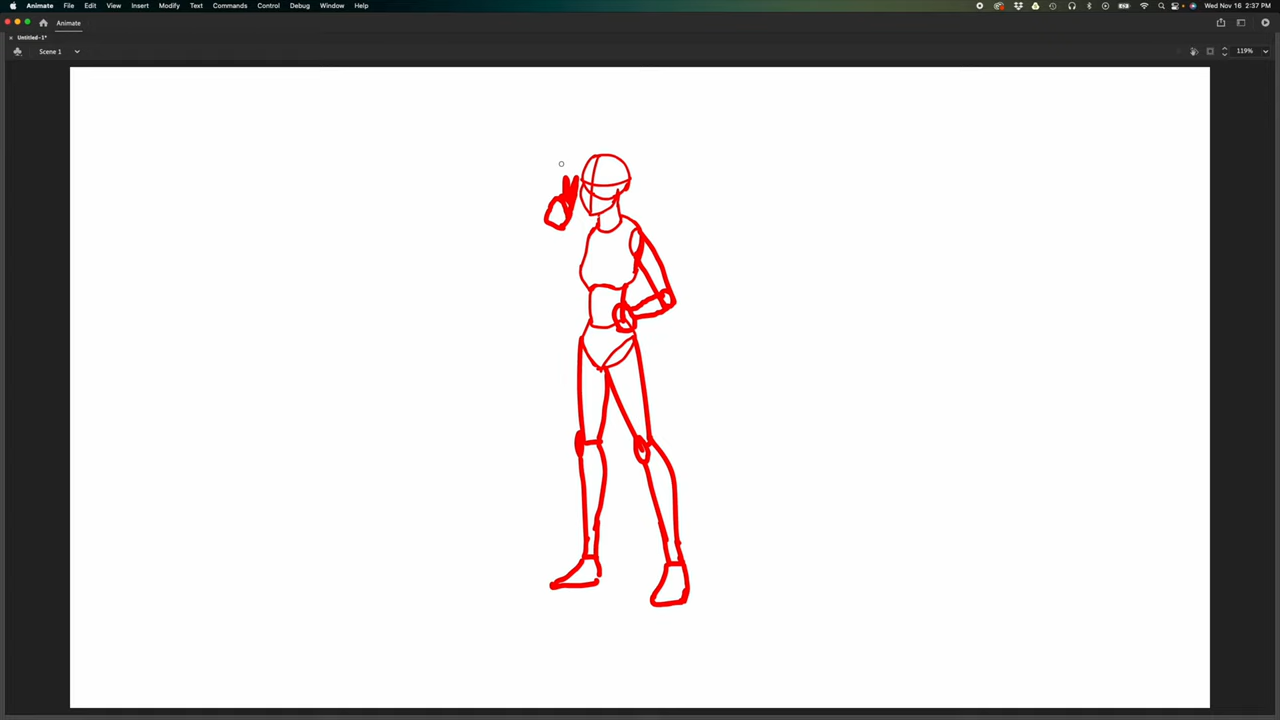 Animate File Edit View Insert Modify Text Commands Control Debug Window Help Wed Nov 16 2:37 PM
Animate
Untitled-1*
Scene 1 119%